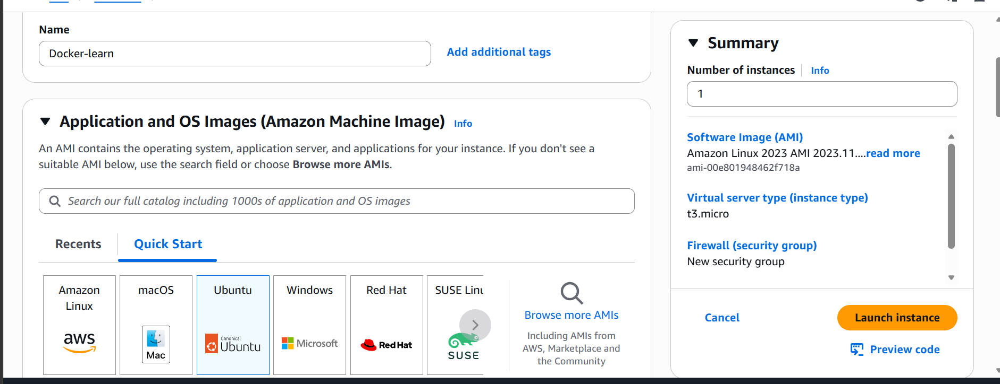 Name
Docker-learn
Add additional tags
Application and OS Images (Amazon Machine Image) Info
An AMI contains the operating system, application server, and applications for your instance. If you don't see a
suitable AMI below, use the search field or choose Browse more AMIs.
Search our full catalog including 1000s of application and OS images
Recents
Quick Start
Amazon
Linux
aws
macOS
Mac
Ubuntu
Canonical
Ubuntu
Windows
Microsoft
Red Hat
Red Hat
SUSE Linu
SUSE
Browse more AMIs
Including AMIs from
AWS, Marketplace and
the Community
Summary
Number of instances Info
1
Software Image (AMI)
Amazon Linux 2023 AMI 2023.11....read more
ami-00e801948462f718a
Virtual server type (instance type)
t3.micro
Firewall (security group)
New security group
Cancel
Launch instance
Preview code